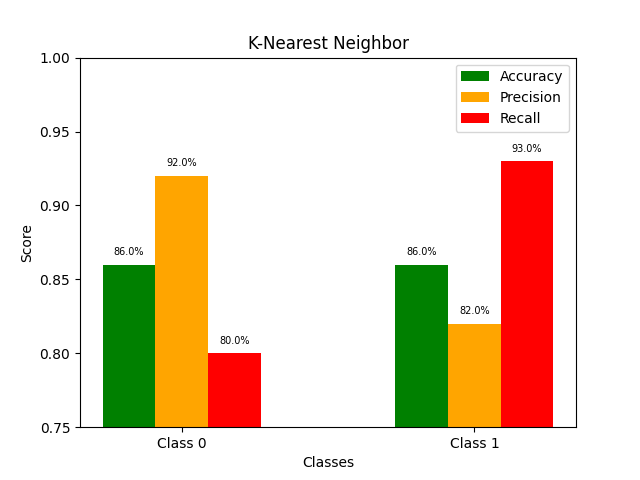 K-Nearest Neighbor
1.00
0.95
0.90
0.85
0.80
0.75
Score
Accuracy
Precision
Recall
86.0%
92.0%
80.0%
86.0%
82.0%
93.0%
Class 0
Class 1
Classes